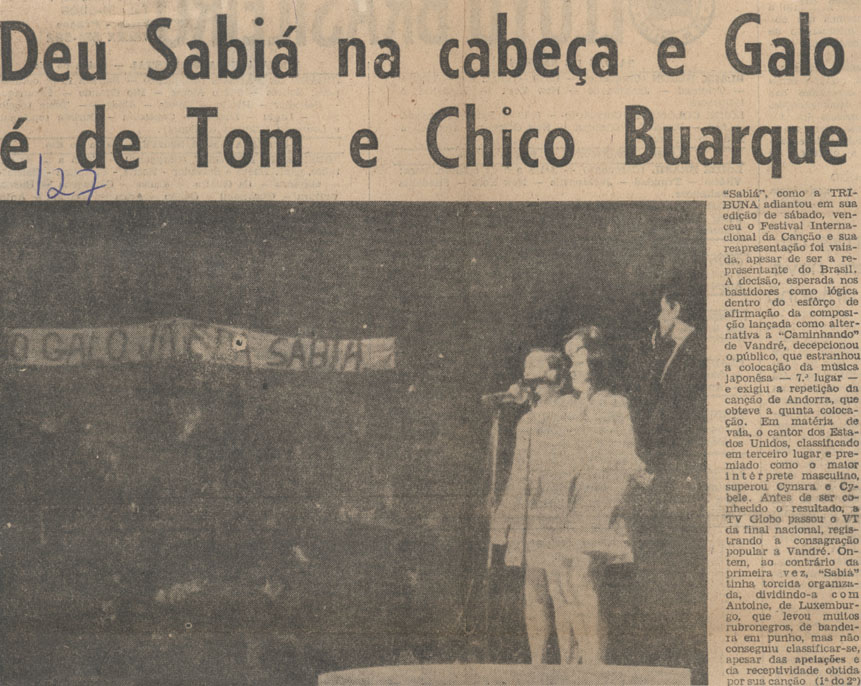 Deu Sabiá na cabeça e Galo
é de Tom e Chico Buarque
127
O GALO SABIA
"Sabiá", como a TRI-
BUNA adiantou em sua
edição de sábado, ven-
ceu o Festival Interna-
cional da Canção e sua
reapresentação foi vaia-
da, apesar de ser a re-
presentante do Brasil.
A decisão, esperada nos
bastidores como lógica
dentro do esfôrço de
afirmação da composi-
ção lançada como alter-
nativa a "Caminhando"
de Vandré, decepcionou
o público, que estranhou
a colocação da música
japonêsa — 7.º lugar —
e exigiu a repetição da
canção de Andorra, que
obteve a quinta coloca-
ção. Em matéria de
vaia, o cantor dos Esta-
dos Unidos, classificado
em terceiro lugar e pre-
miado como o maior
intérprete masculino,
superou Cynara e Cy-
bele. Antes de ser co-
nhecido o resultado, a
TV Globo passou o VT
da final nacional, regis-
trando a consagração
popular a Vandré. On-
tem, ao contrário da
primeira vez, "Sabiá"
tinha torcida organiza-
da, dividindo-a com
Antoine, de Luxembur-
go, que levou muitos
rubronegros, de bandei-
ra em punho, mas não
conseguiu classificar-se,
apesar das apelações e
da receptividade obtida
por sua canção (1ª do 2º)